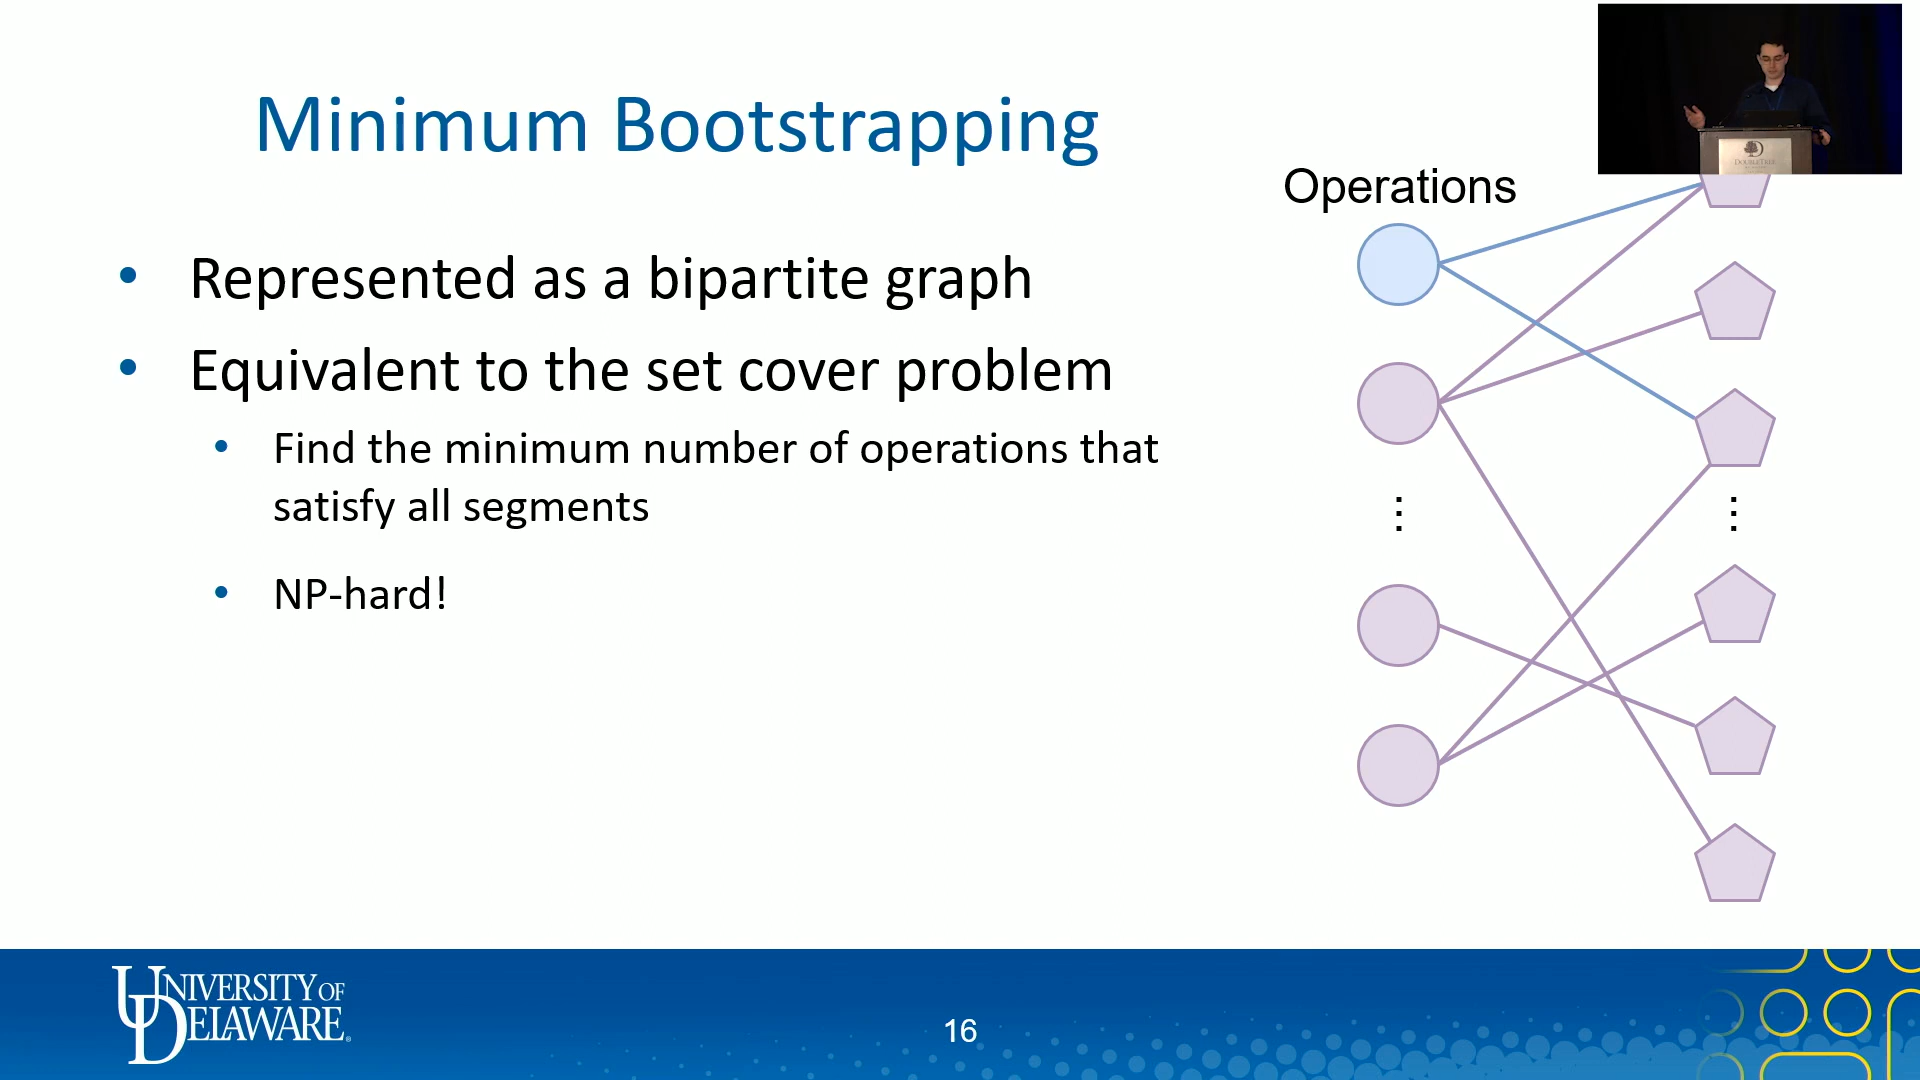 Minimum Bootstrapping
Operations
• Represented as a bipartite graph
• Equivalent to the set cover problem
• Find the minimum number of operations that
satisfy all segments
• NP-hard!
⋮ ⋮
UNIVERSITY OF
DELAWARE
16
DOUBLETREE